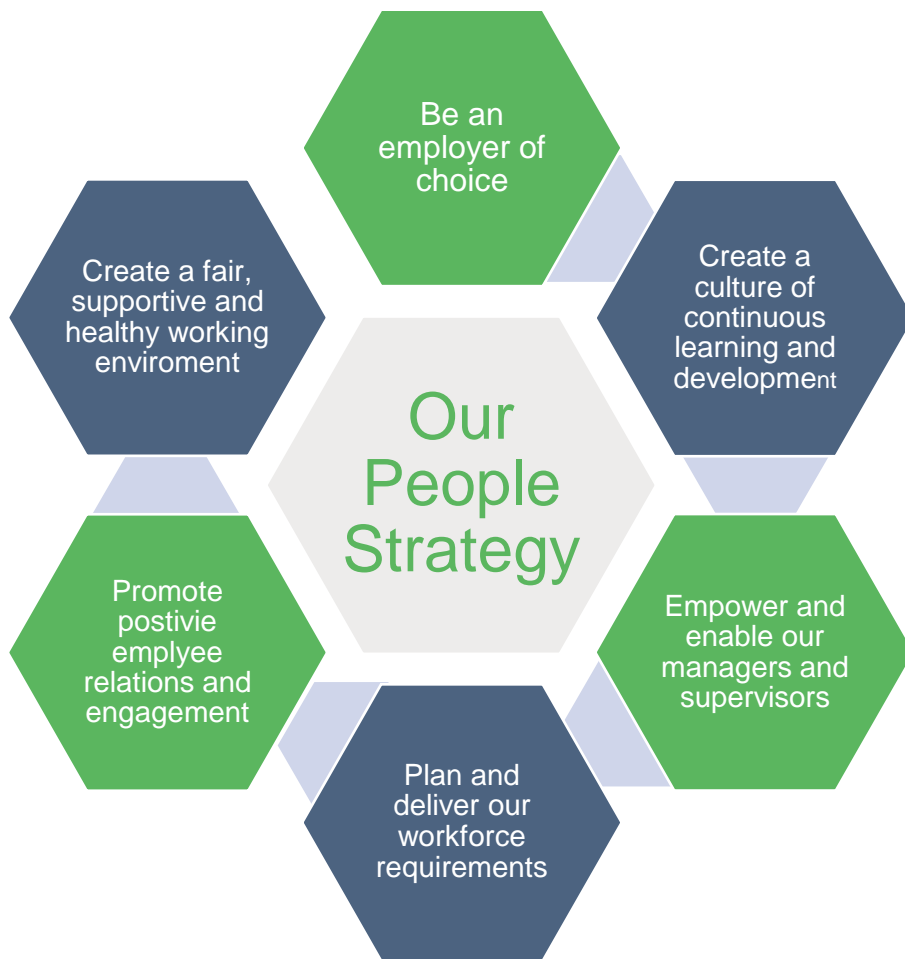 Be an
employer of
choice
Create a
culture of
continuous
learning and
development
Empower and
enable our
managers and
supervisors
Plan and
deliver our
workforce
requirements
Promote
postivie
emplyee
relations and
engagement
Create a fair,
supportive and
healthy working
enviroment
Our
People
Strategy